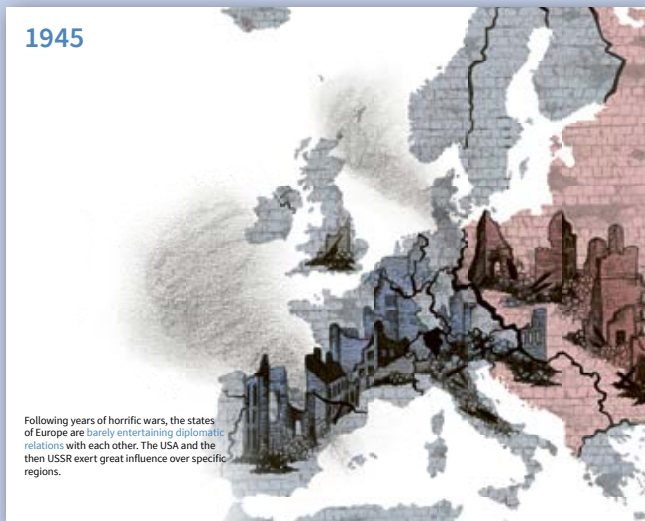 1945
Following years of horrific wars, the states
of Europe are barely entertaining diplomatic
relations with each other. The USA and the
then USSR exert great influence over specific
regions.